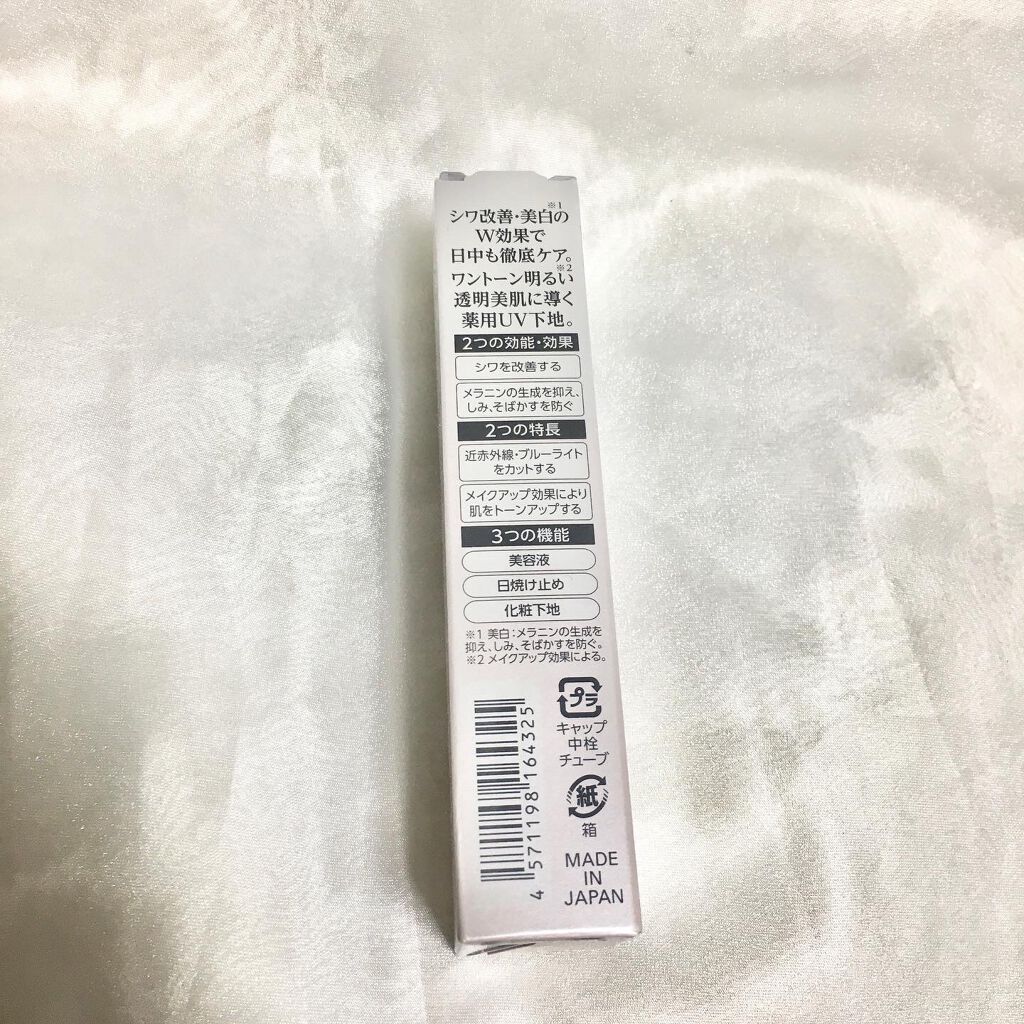 ※1
シワ改善・美白の
W効果で
日中も徹底ケア。
※2
ワントーン明るい
透明美肌に導く
薬用UV下地。
2つの効能・効果
シワを改善する
メラニンの生成を抑え、
しみ、そばかすを防ぐ
2つの特長
近赤外線・ブルーライト
をカットする
メイクアップ効果により
肌をトーンアップする
3つの機能
美容液
日焼け止め
化粧下地
※1 美白：メラニンの生成を
抑え、しみ、そばかすを防ぐ。
※2 メイクアップ効果による。
4 571198 164325
プラ
キャップ
中栓
チューブ
紙
箱
MADE
IN
JAPAN